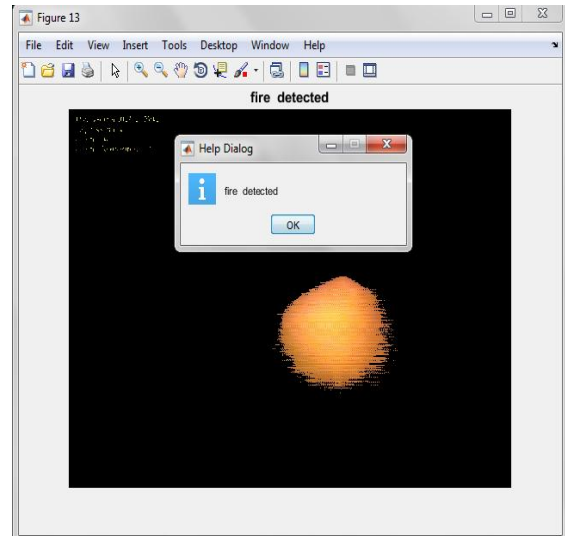 Figure 13
File Edit View Insert Tools Desktop Window Help
fire detected
Help Dialog
fire detected
OK